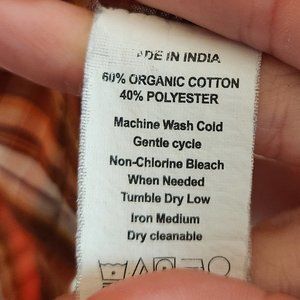 ADE IN INDIA
60% ORGANIC COTTON
40% POLYESTER
Machine Wash Cold
Gentle cycle
Non-Chlorine Bleach
When Needed
Tumble Dry Low
Iron Medium
Dry cleanable